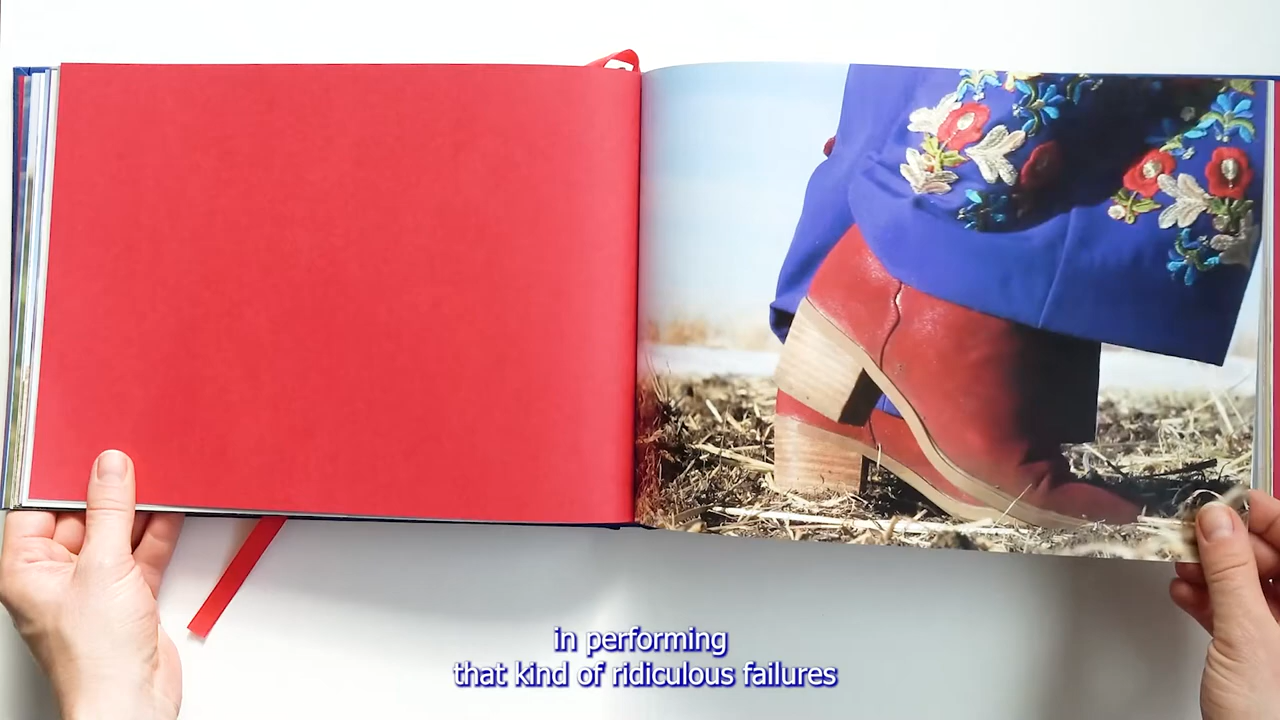 in performing
that kind of ridiculous failures